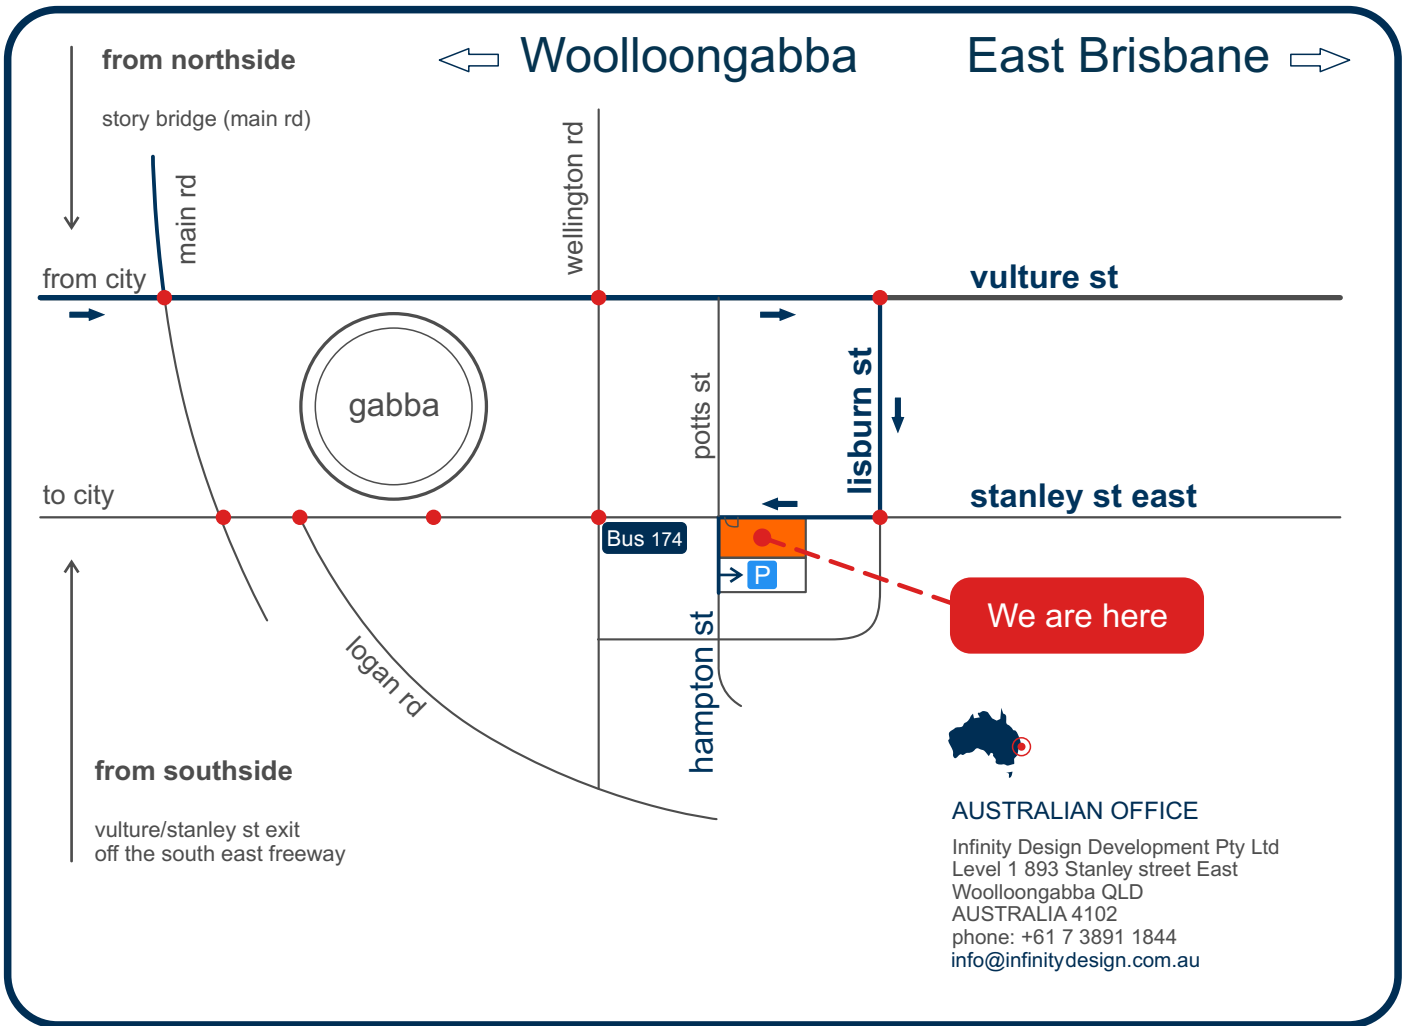 from northside
Woolloongabba
East Brisbane
story bridge (main rd)
main rd
wellington rd
from city
vulture st
gabba
potts st
lisburn st
to city
stanley st east
Bus 174
P
We are here
hampton st
logan rd
from southside
vulture/stanley st exit
off the south east freeway
AUSTRALIAN OFFICE
Infinity Design Development Pty Ltd
Level 1 893 Stanley street East
Woolloongabba QLD
AUSTRALIA 4102
phone: +61 7 3891 1844
info@infinitydesign.com.au